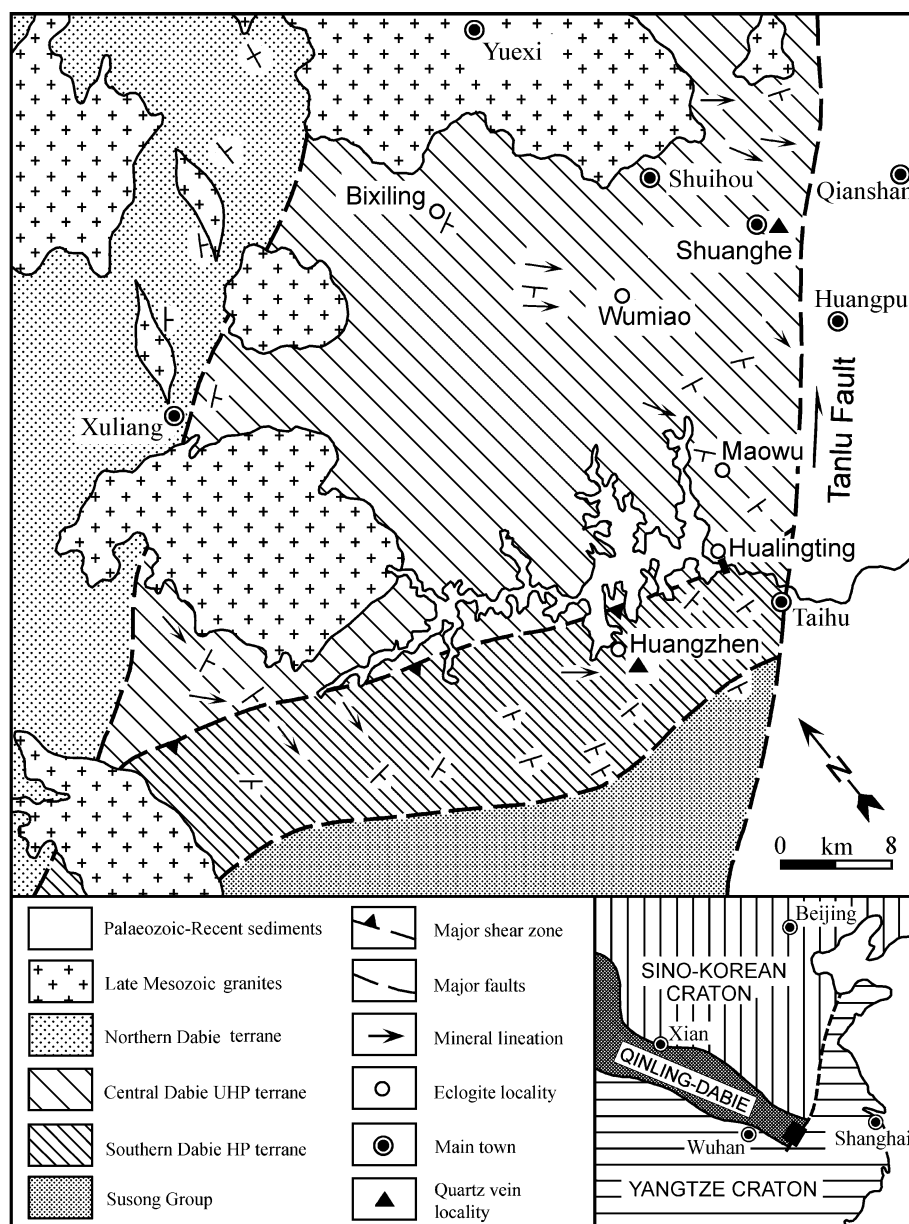 Yuexi
Shuihou
Qianshan
Bixiling
Shuanghe
Huangpu
Wumiao
Xuliang
Maowu
Tanlu Fault
Hualingting
Taihu
Huangzhen
N
0 km 8
Palaeozoic-Recent sediments
Late Mesozoic granites
Northern Dabie terrane
Central Dabie UHP terrane
Southern Dabie HP terrane
Susong Group
Major shear zone
Major faults
Mineral lineation
Eclogite locality
Main town
Quartz vein
locality
Beijing
SINO-KOREAN
CRATON
Xian
QINLING-DABIE
Wuhan
Shanghai
YANGTZE CRATON